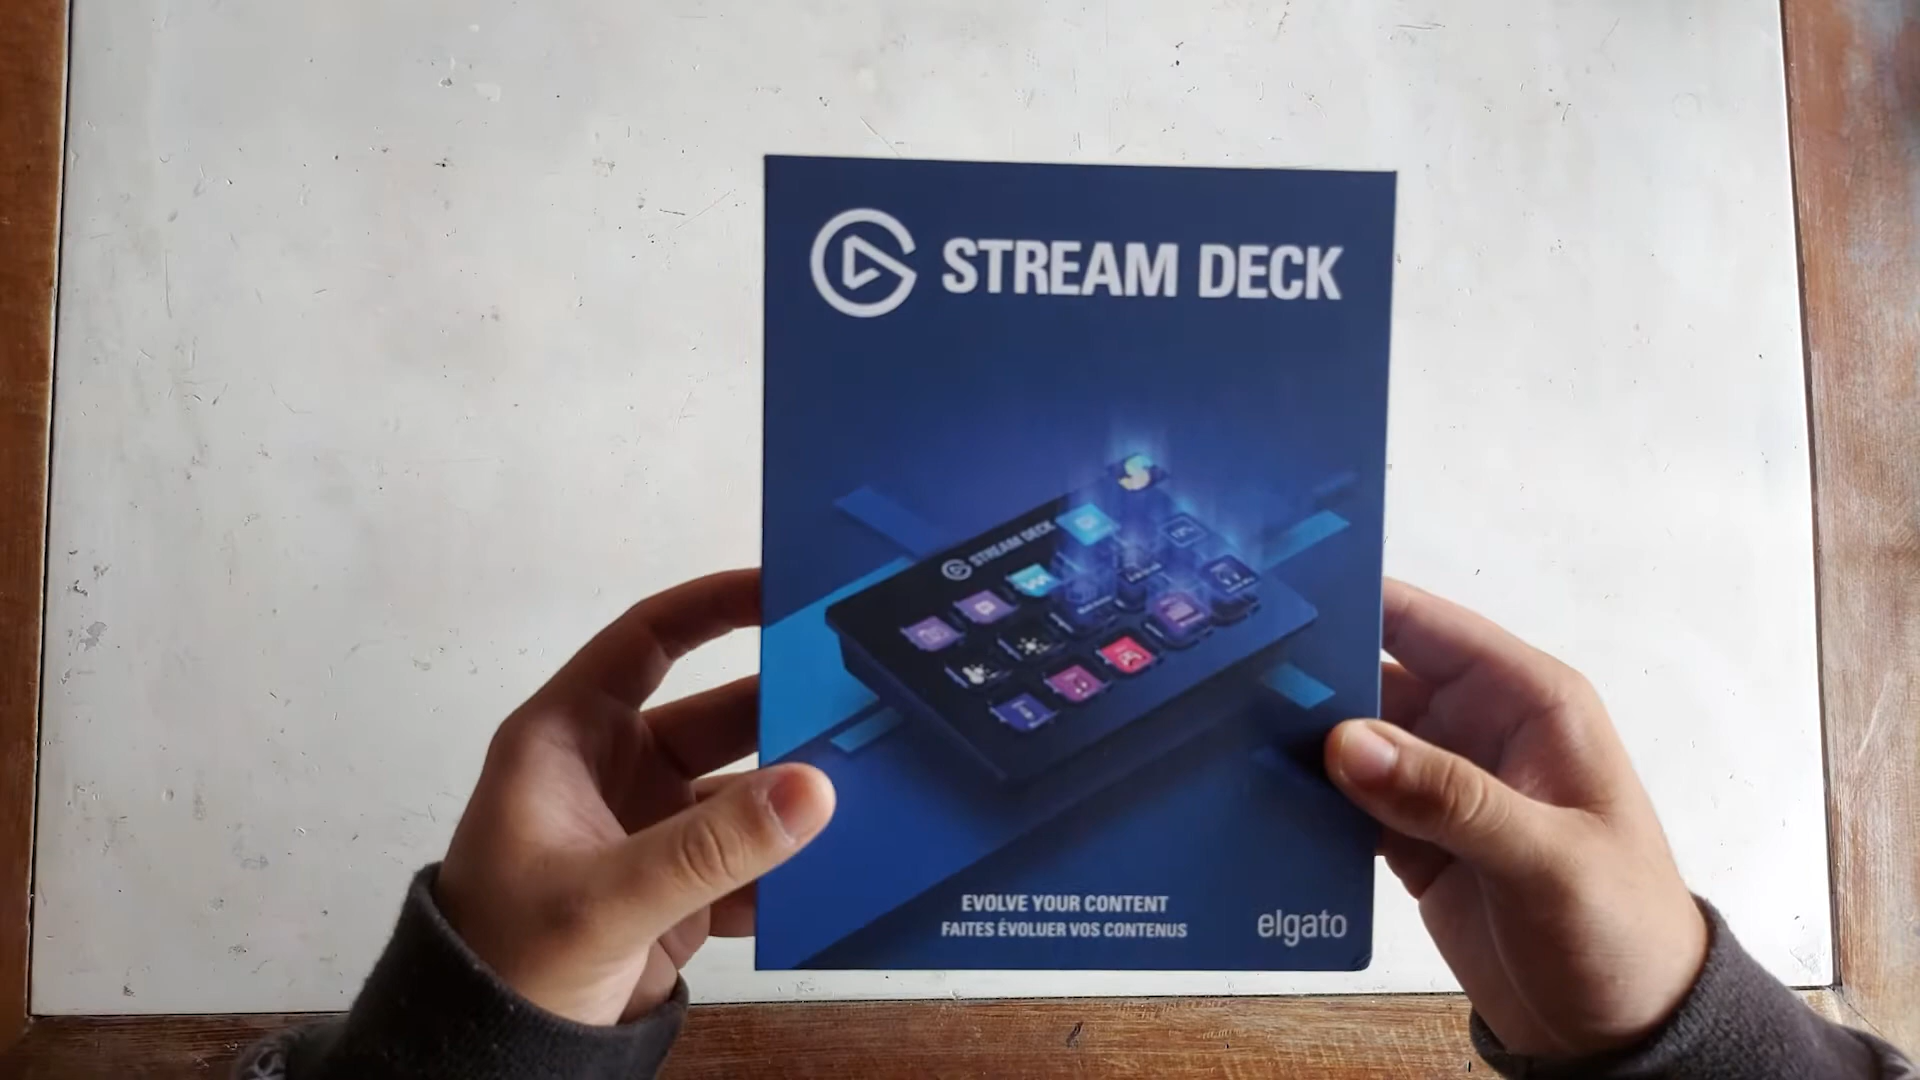 STREAM DECK
STREAM DECK
EVOLVE YOUR CONTENT
FAITES ÉVOLUER VOS CONTENUS
elgato